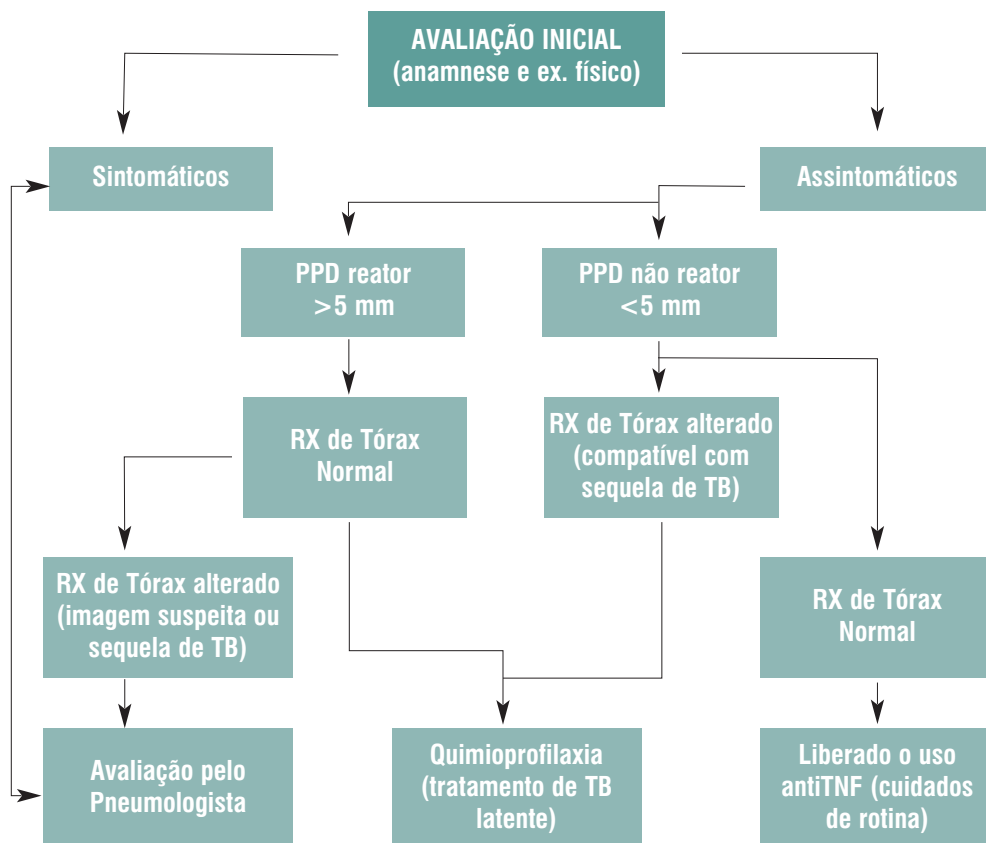 AVALIAÇÃO INICIAL
(anamnese e ex. físico)
Sintomáticos
Assintomáticos
PPD reator
>5 mm
PPD não reator
<5 mm
RX de Tórax
Normal
RX de Tórax alterado
(compatível com
sequela de TB)
RX de Tórax alterado
(imagem suspeita ou
sequela de TB)
RX de Tórax
Normal
Avaliação pelo
Pneumologista
Quimioprofilaxia
(tratamento de TB
latente)
Liberado o uso
antiTNF (cuidados
de rotina)